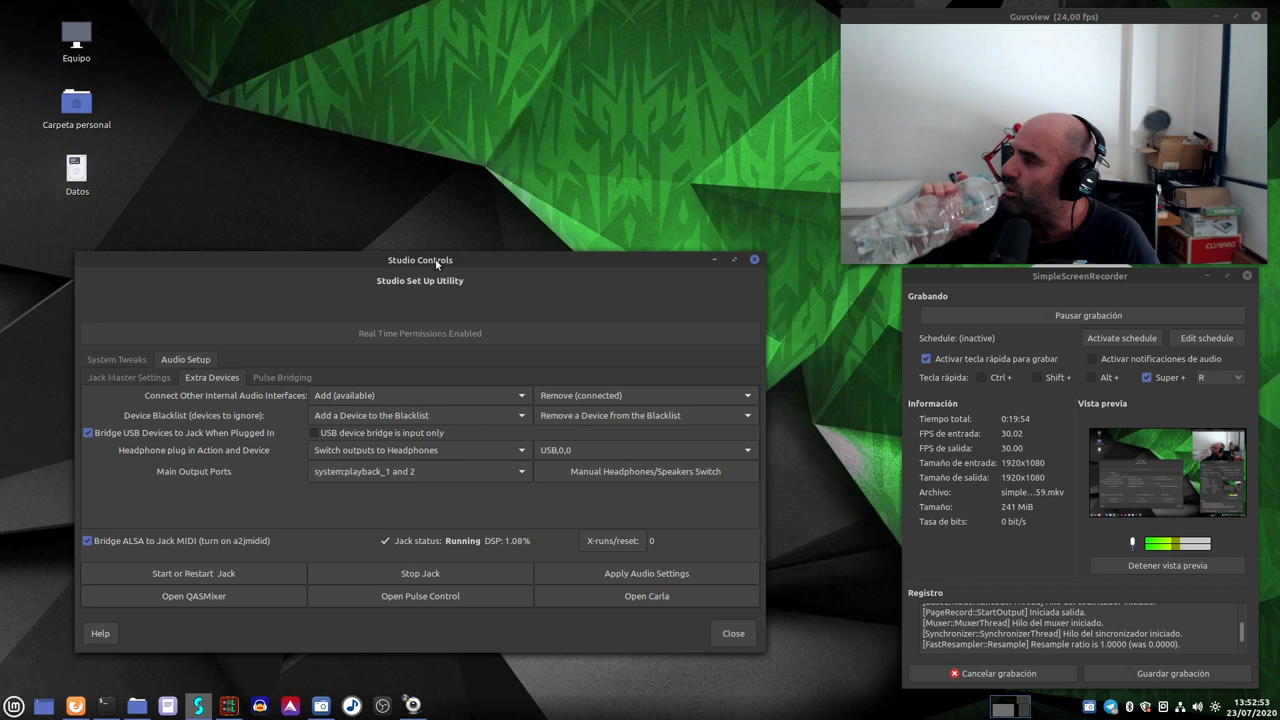 Guvcview (24,00 fps)
Equipo
Carpeta personal
Datos
COMPAQ
Studio Controls
Studio Set Up Utility
Real Time Permissions Enabled
System Tweaks Audio Setup
Jack Master Settings Extra Devices Pulse Bridging
Connect Other Internal Audio Interfaces: Add (available) Remove (connected)
Device Blacklist (devices to ignore): Add a Device to the Blacklist Remove a Device from the Blacklist
Bridge USB Devices to Jack When Plugged In USB device bridge is input only
Headphone plug in Action and Device Switch outputs to Headphones USB,0,0
Main Output Ports system:playback_1 and 2 Manual Headphones/Speakers Switch
Bridge ALSA to Jack MIDI (turn on a2jmidid) Jack status: Running DSP: 1.08% X-runs/reset: 0
Start or Restart Jack Stop Jack Apply Audio Settings
Open QASMixer Open Pulse Control Open Carla
Help Close
SimpleScreenRecorder
Grabando
Pausar grabación
Schedule: (inactive) Activate schedule Edit schedule
Activar tecla rápida para grabar Activar notificaciones de audio
Tecla rápida: Ctrl + Shift + Alt + Super + R
Información Vista previa
Tiempo total: 0:19:54
FPS de entrada: 30.02
FPS de salida: 30.00
Tamaño de entrada: 1920x1080
Tamaño de salida: 1920x1080
Archivo: simple...59.mkv
Tamaño: 241 MiB
Tasa de bits: 0 bit/s
Detener vista previa
Registro
[PageRecord::StartOutput] Iniciada salida.
[Muxer::MuxerThread] Hilo del muxer iniciado.
[Synchronizer::SynchronizerThread] Hilo del sincronizador iniciado.
[FastResampler::Resample] Resample ratio is 1.0000 (was 0.0000).
Cancelar grabación Guardar grabación
13:52:53
23/07/2020